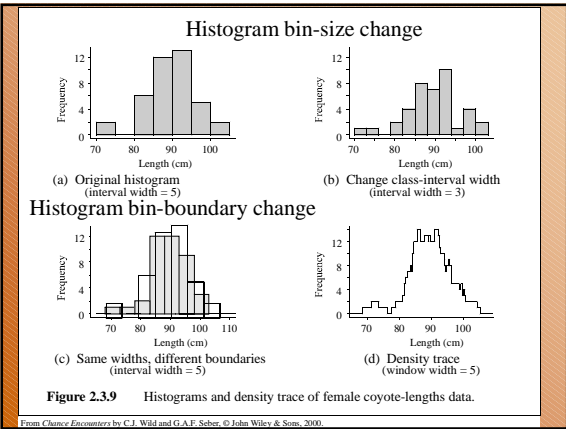 Histogram bin-size change
Frequency
12
8
4
0
70 80 90 100
Length (cm)
(a) Original histogram
(interval width = 5)
Frequency
12
8
4
0
70 80 90 100
Length (cm)
(b) Change class-interval width
(interval width = 3)
Histogram bin-boundary change
Frequency
12
8
4
0
70 80 90 100 110
Length (cm)
(c) Same widths, different boundaries
(interval width = 5)
Frequency
12
8
4
0
70 80 90 100
Length (cm)
(d) Density trace
(window width = 5)
Figure 2.3.9 Histograms and density trace of female coyote-lengths data.
From Chance Encounters by C.J. Wild and G.A.F. Seber, © John Wiley & Sons, 2000.